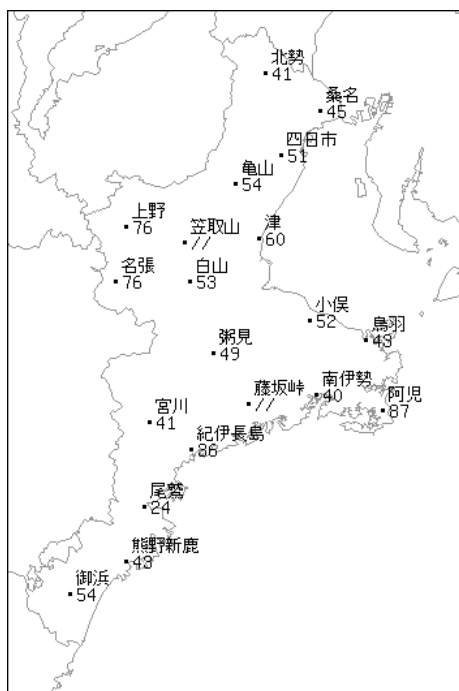 北勢
41
桑名
45
四日市
51
亀山
54
上野
76
笠取山
//
津
60
名張
76
白山
53
小俣
52
鳥羽
43
粥見
49
藤坂峠
//
南伊勢
40
阿児
87
宮川
41
紀伊長島
86
尾鷲
24
熊野新鹿
43
御浜
54